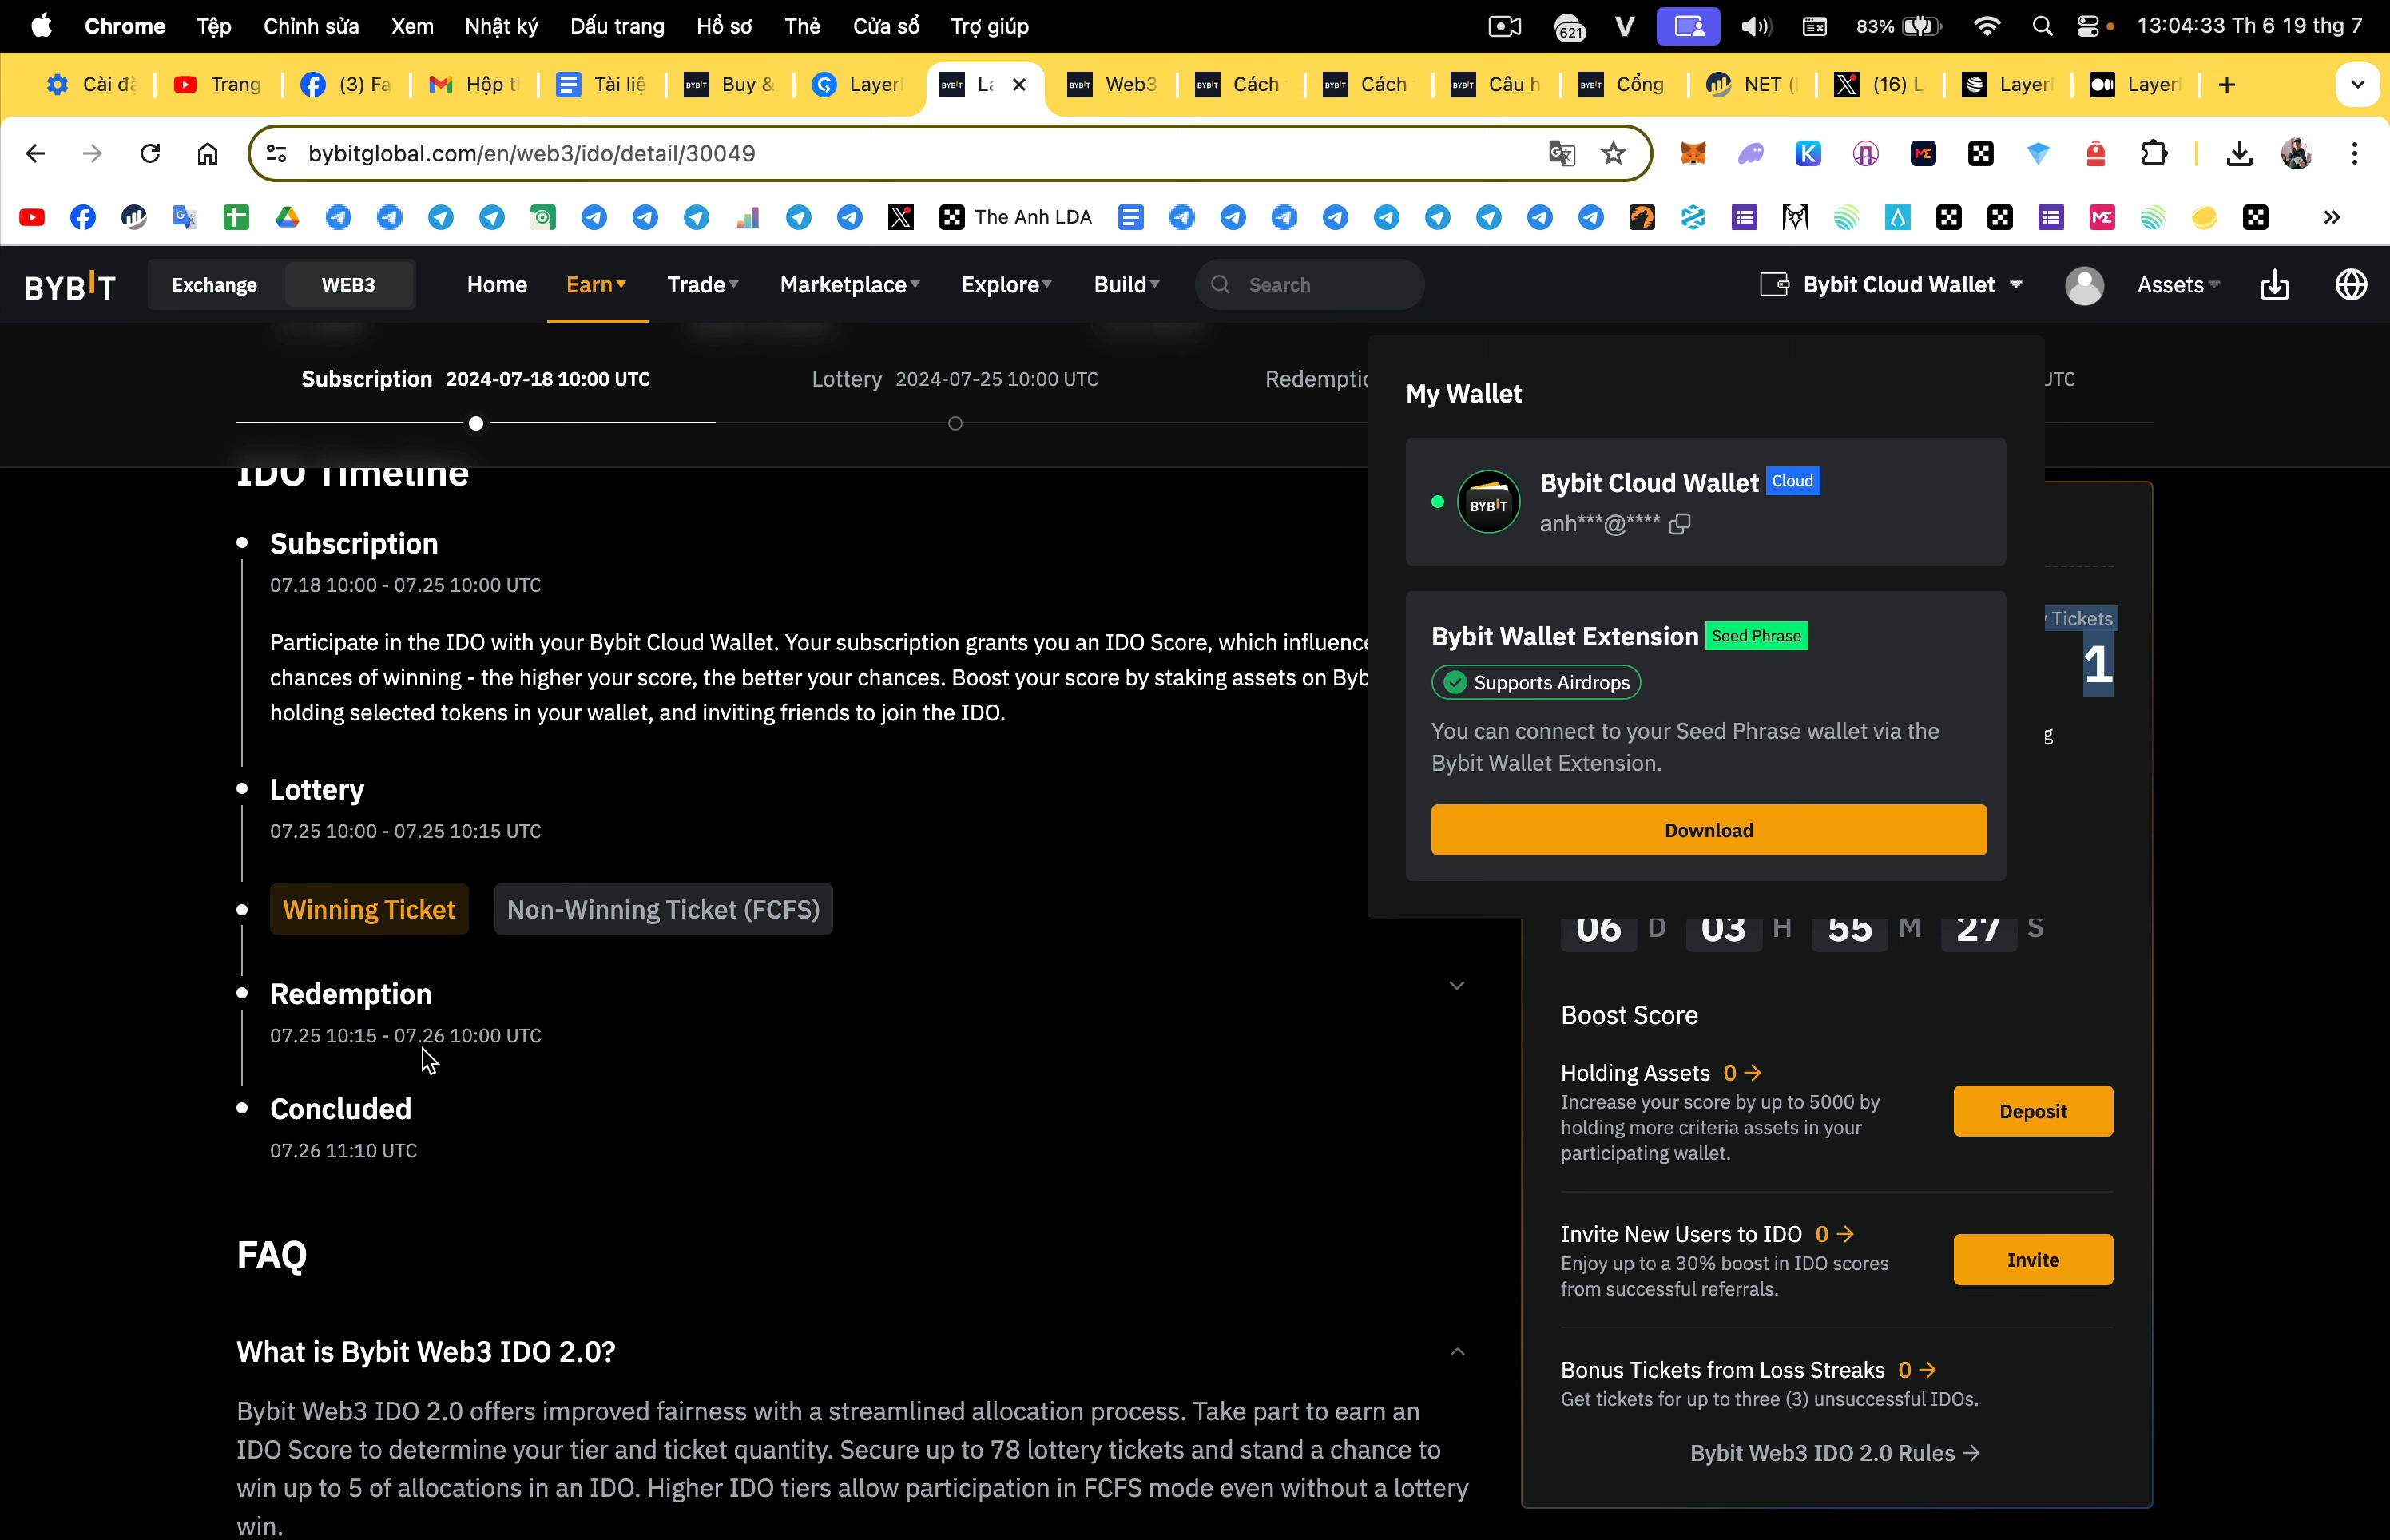 Chrome Tệp Chỉnh sửa Xem Nhật ký Dấu trang Hồ sơ Thẻ Cửa sổ Trợ giúp 621 83% 13:04:33 Th 6 19 thg 7
Cài Trang (3) Fa Hộp Tài liệ Buy & Layer Web3 Cách Cách Câu h Cổng NET (16) L Layer Layer
bybitglobal.com/en/web3/ido/detail/30049
The Anh LDA
BYBIT Exchange WEB3 Home Earn Trade Marketplace Explore Build Search Bybit Cloud Wallet Assets
Subscription 2024-07-18 10:00 UTC Lottery 2024-07-25 10:00 UTC UTC
My Wallet
Bybit Cloud Wallet Cloud
BYBIT
anh***@****
Bybit Wallet Extension Seed Phrase
Supports Airdrops
You can connect to your Seed Phrase wallet via the
Bybit Wallet Extension.
Download
IDO Timeline
Subscription
07.18 10:00 - 07.25 10:00 UTC
Participate in the IDO with your Bybit Cloud Wallet. Your subscription grants you an IDO Score, which influence
chances of winning - the higher your score, the better your chances. Boost your score by staking assets on Byb
holding selected tokens in your wallet, and inviting friends to join the IDO.
Lottery
07.25 10:00 - 07.25 10:15 UTC
Winning Ticket Non-Winning Ticket (FCFS)
Redemption
07.25 10:15 - 07.26 10:00 UTC
Concluded
07.26 11:10 UTC
FAQ
What is Bybit Web3 IDO 2.0?
Bybit Web3 IDO 2.0 offers improved fairness with a streamlined allocation process. Take part to earn an
IDO Score to determine your tier and ticket quantity. Secure up to 78 lottery tickets and stand a chance to
win up to 5 of allocations in an IDO. Higher IDO tiers allow participation in FCFS mode even without a lottery
win.
Tickets
1
g
06 D 03 H 55 M 27 S
Boost Score
Holding Assets 0
Increase your score by up to 5000 by
holding more criteria assets in your
participating wallet.
Deposit
Invite New Users to IDO 0
Enjoy up to a 30% boost in IDO scores
from successful referrals.
Invite
Bonus Tickets from Loss Streaks 0
Get tickets for up to three (3) unsuccessful IDOs.
Bybit Web3 IDO 2.0 Rules